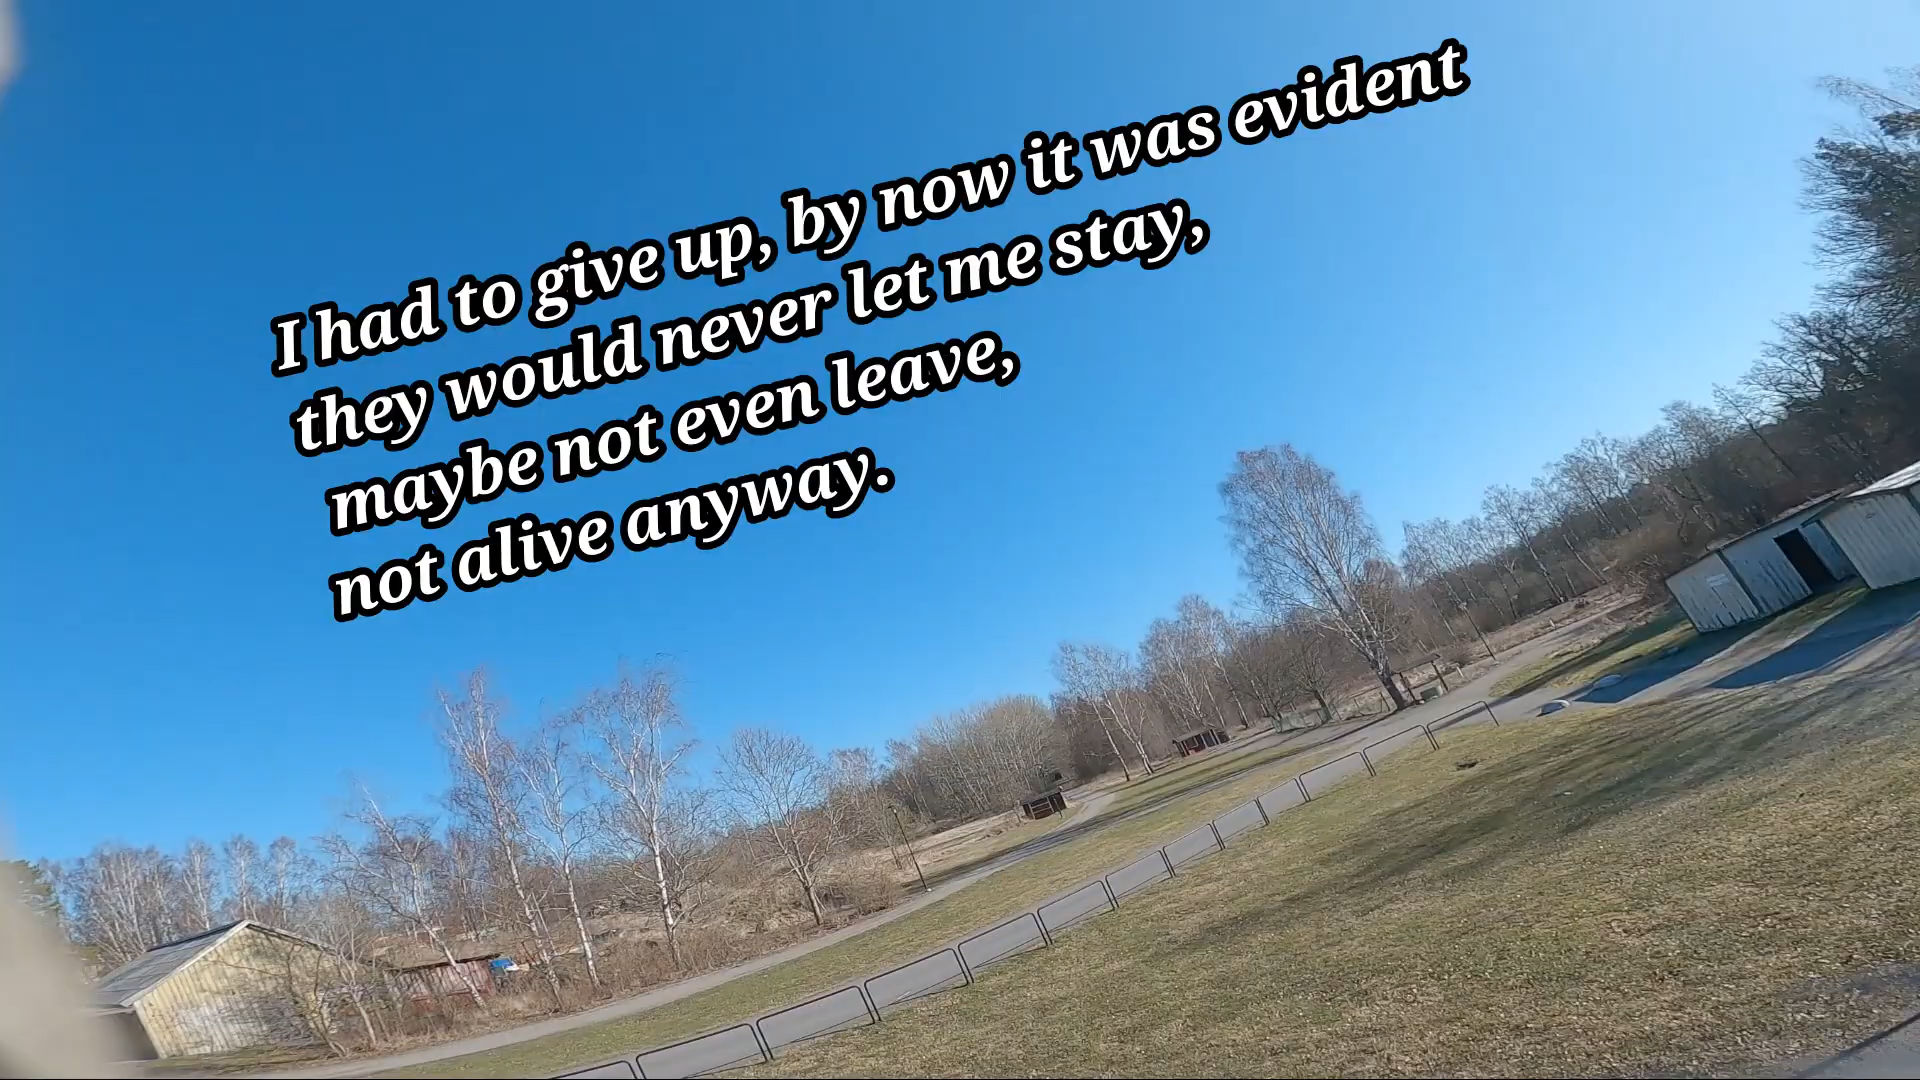 I had to give up, by now it was evident
they would never let me stay,
maybe not even leave,
not alive anyway.